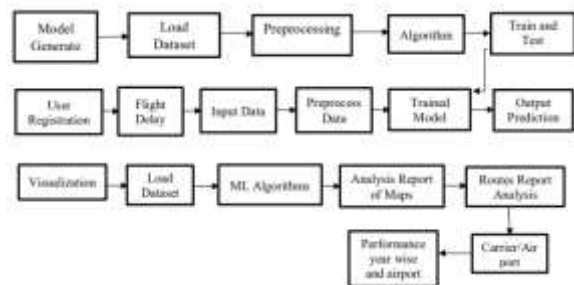 Model
Generate
Load
Dataset
Preprocessing
Algorithm
Train and
Test
User
Registration
Flight
Delay
Input Data
Preprocess
Data
Trained
Model
Output
Prediction
Visualization
Load
Dataset
ML Algorithms
Analysis Report
of Maps
Routes Report
Analysis
Carrier/Air
port
Performance
year wise
and airport